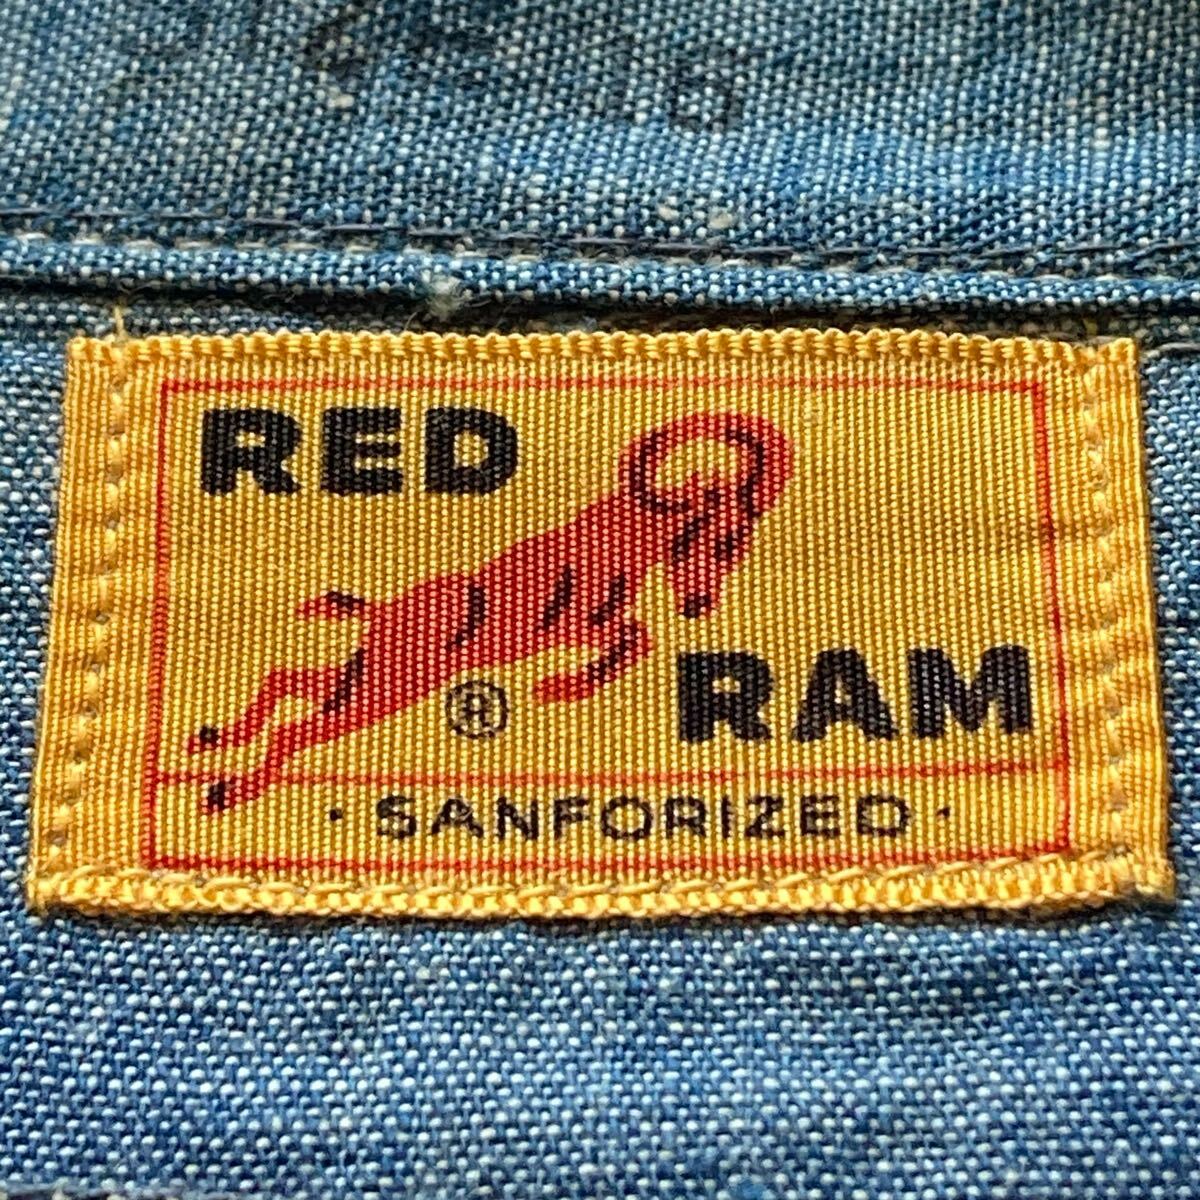 RED
®
RAM
· SANFORIZED ·